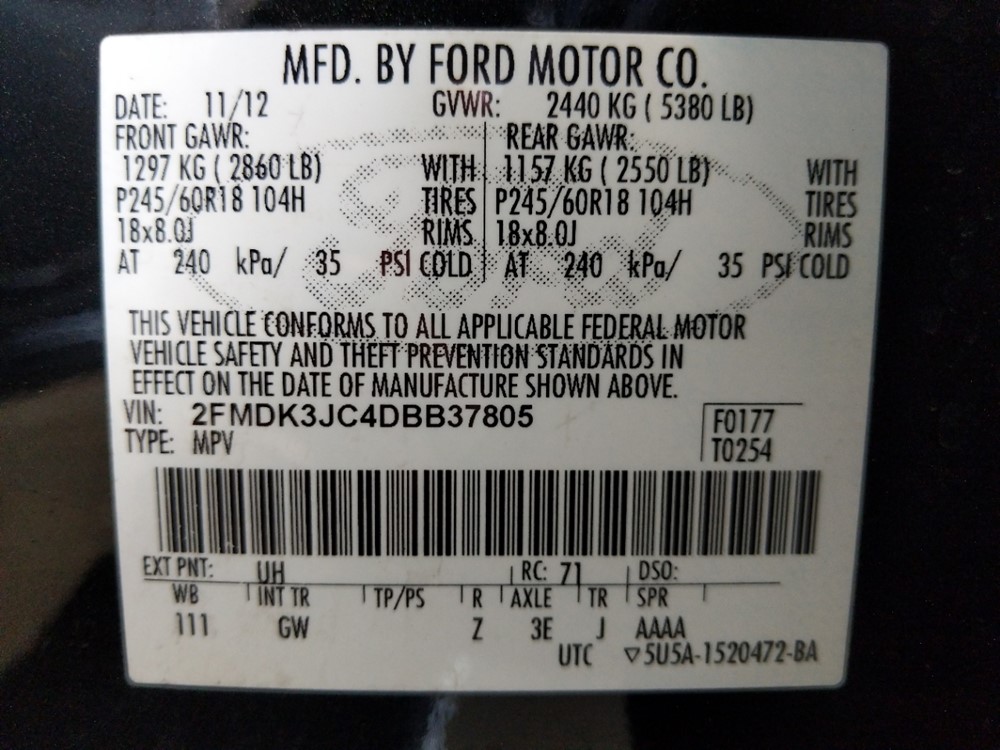 MFD. BY FORD MOTOR CO.
DATE: 11/12 GVWR: 2440 KG ( 5380 LB)
FRONT GAWR: REAR GAWR:
1297 KG ( 2860 LB) WITH 1157 KG ( 2550 LB) WITH
P245/60R18 104H TIRES P245/60R18 104H TIRES
18x8.0J RIMS 18x8.0J RIMS
AT 240 kPa/ 35 PSI COLD AT 240 kPa/ 35 PSI COLD
Ford
THIS VEHICLE CONFORMS TO ALL APPLICABLE FEDERAL MOTOR
VEHICLE SAFETY AND THEFT PREVENTION STANDARDS IN
EFFECT ON THE DATE OF MANUFACTURE SHOWN ABOVE.
VIN: 2FMDK3JC4DBB37805 F0177
TYPE: MPV T0254
EXT PNT: UH RC: 71 DSO:
WB INT TR TP/PS R AXLE TR SPR
111 GW Z 3E J AAAA
UTC ▽5U5A-1520472-BA